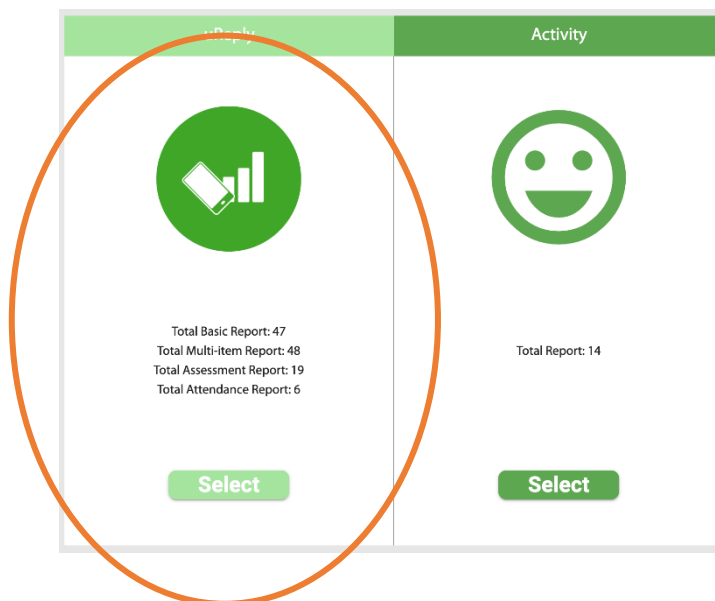 uReply
Activity
Total Basic Report: 47
Total Multi-item Report: 48
Total Assessment Report: 19
Total Attendance Report: 6
Total Report: 14
Select
Select